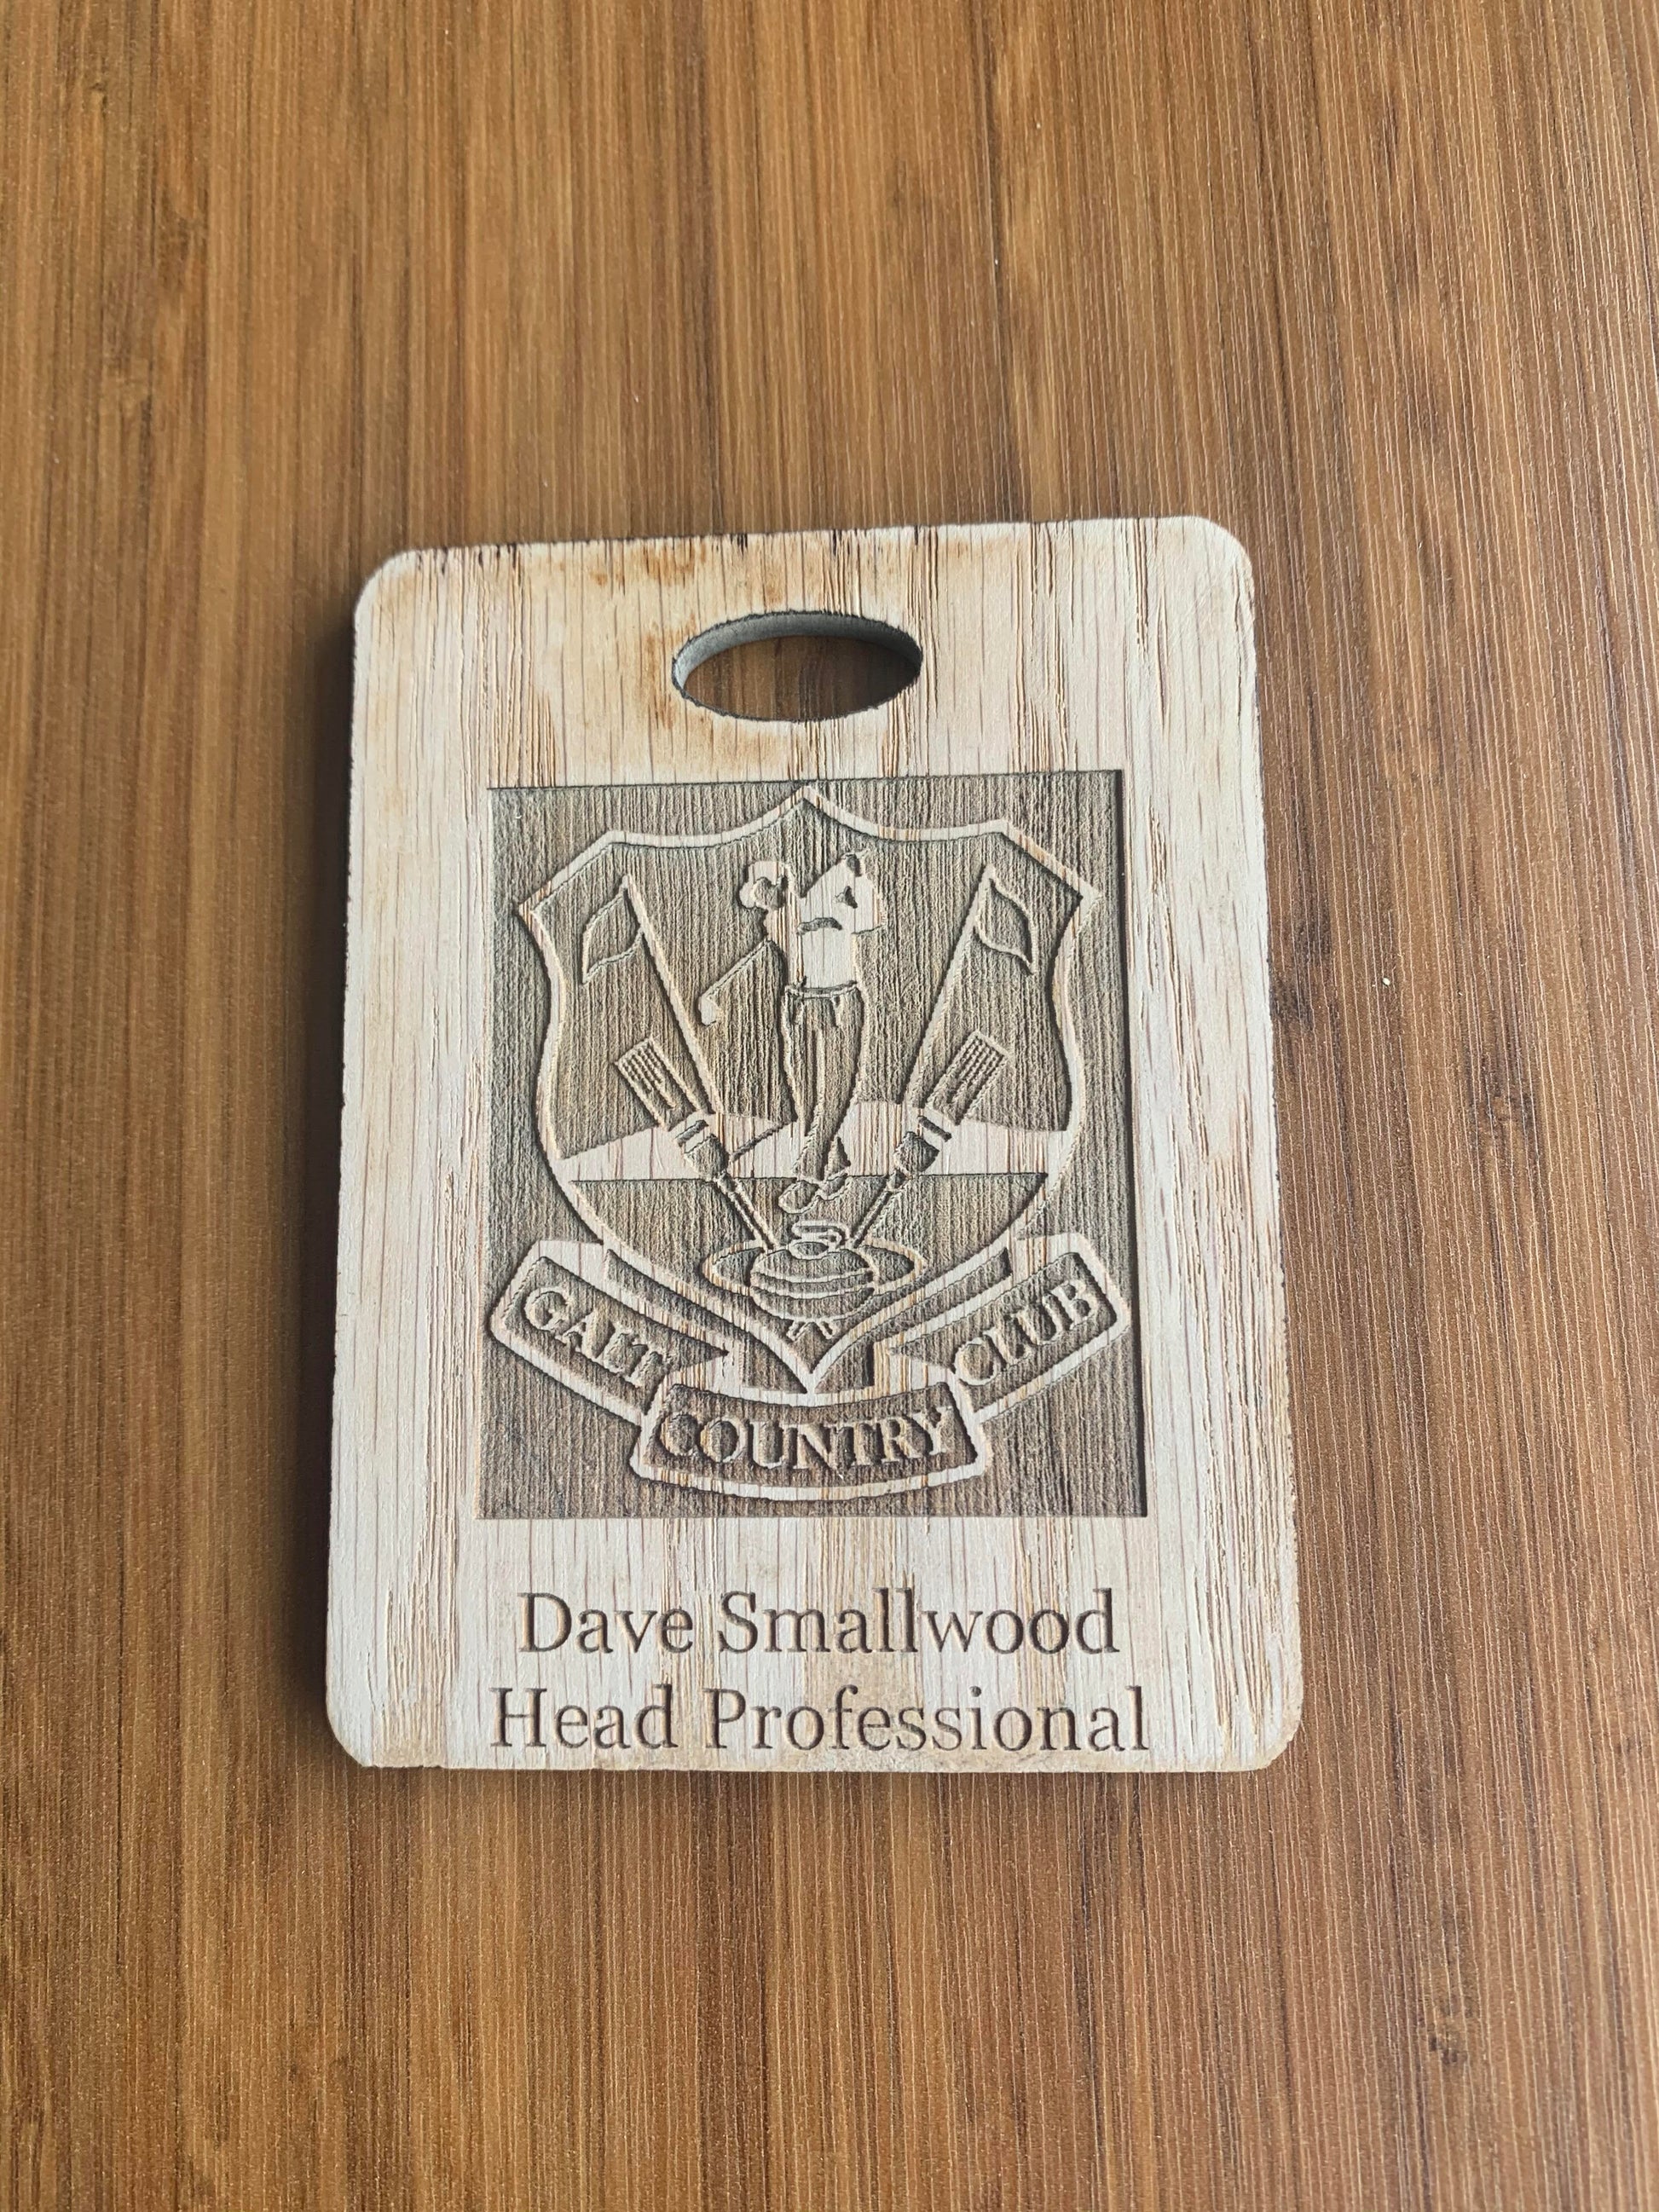 GALT
COUNTRY
CLUB
Dave Smallwood
Head Professional